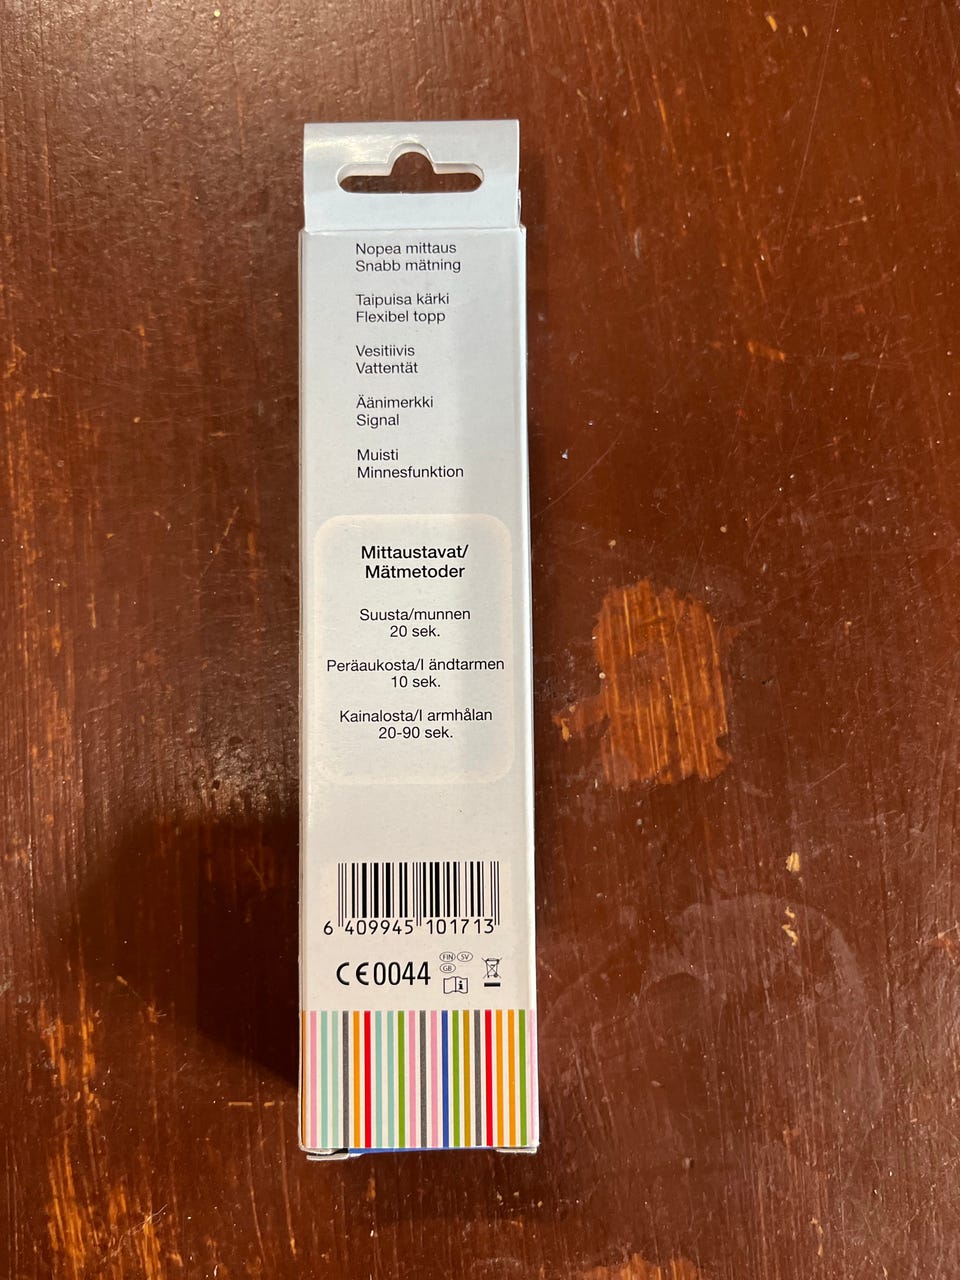 Nopea mittaus
Snabb mätning
Taipuisa kärki
Flexibel topp
Vesitiivis
Vattentät
Äänimerkki
Signal
Muisti
Minnesfunktion
Mittaustavat/
Mätmetoder
Suusta/munnen
20 sek.
Peräaukosta/I ändtarmen
10 sek.
Kainalosta/I armhålan
20-90 sek.
6 409945 101713
CE0044
FIN SV
GB
i